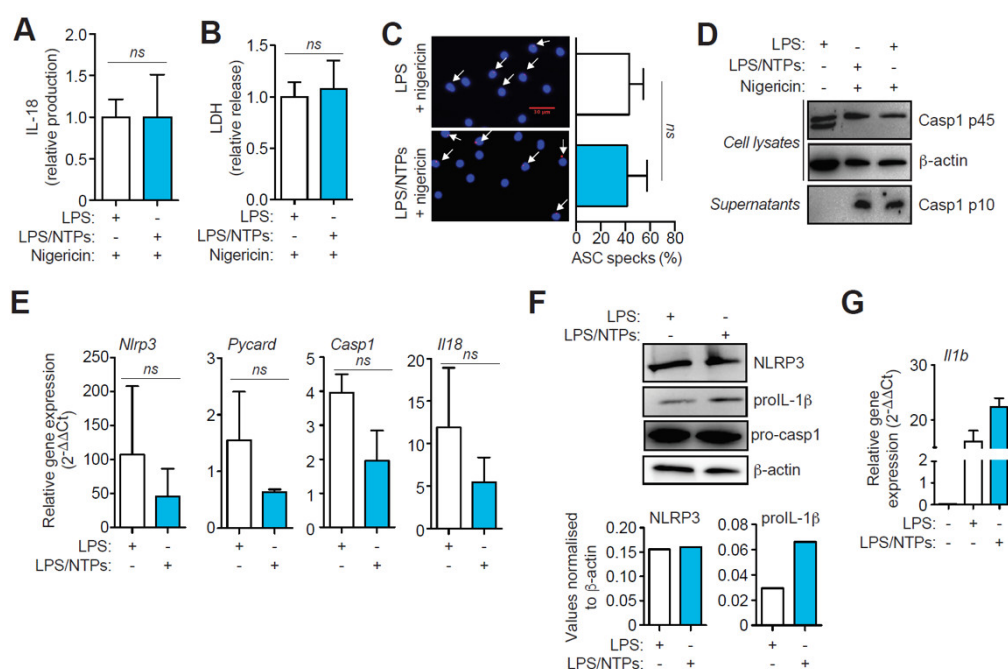 A
ns
IL-18
(relative production)
2.0
1.5
1.0
0.5
0.0
LPS: + -
LPS/NTPs: - +
Nigericin: + +
B
ns
LDH
(relative release)
1.5
1.0
0.5
0.0
LPS: + -
LPS/NTPs: - +
Nigericin: + +
C
LPS
+ nigericin
LPS/NTPs
+ nigericin
ns
0 20 40 60 80
ASC specks (%)
D
LPS: + - +
LPS/NTPs: - + -
Nigericin: - + +
Cell lysates
Casp1 p45
β-actin
Supernatants
Casp1 p10
E
Relative gene expression
(2-ΔΔCt)
Nlrp3
ns
250
200
150
100
50
0
Pycard
ns
4
3
2
1
0
Casp1
ns
5
4
3
2
1
0
Il18
ns
20
15
10
5
0
LPS: + - + - + - + -
LPS/NTPs: - + - + - + - +
F
LPS: + -
LPS/NTPs: - +
NLRP3
proIL-1β
pro-casp1
β-actin
Values normalised
to β-actin
NLRP3
0.20
0.15
0.10
0.05
0.00
proIL-1β
0.08
0.06
0.04
0.02
0.00
LPS: + - + -
LPS/NTPs: - + - +
G
Il1b
Relative gene
expression (2-ΔΔCt)
30
20
2
1
0
LPS: - + -
LPS/NTPs: - - +